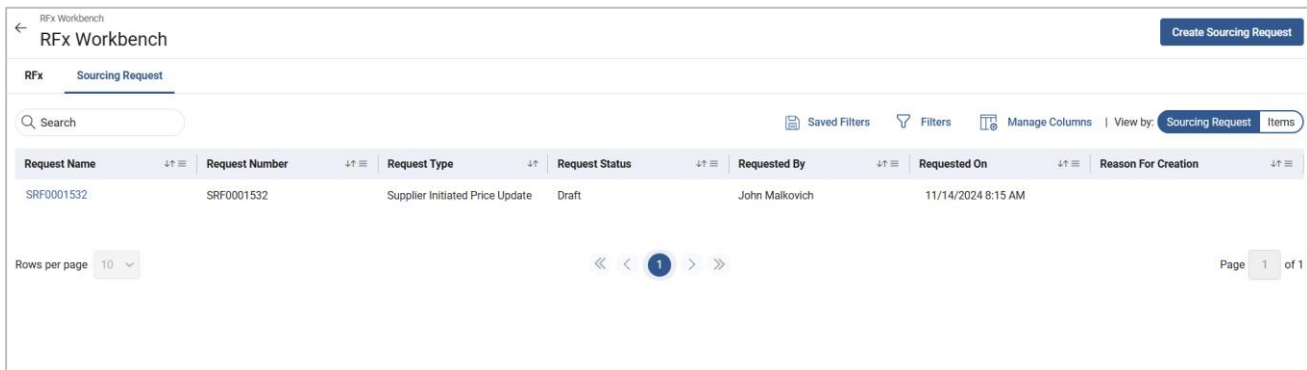 RFx Workbench
RFx Workbench
Create Sourcing Request
RFx Sourcing Request
Search Saved Filters Filters Manage Columns | View by: Sourcing Request Items
Request Name Request Number Request Type Request Status Requested By Requested On Reason For Creation
SRF0001532 SRF0001532 Supplier Initiated Price Update Draft John Malkovich 11/14/2024 8:15 AM
Rows per page 10 1 Page 1 of 1